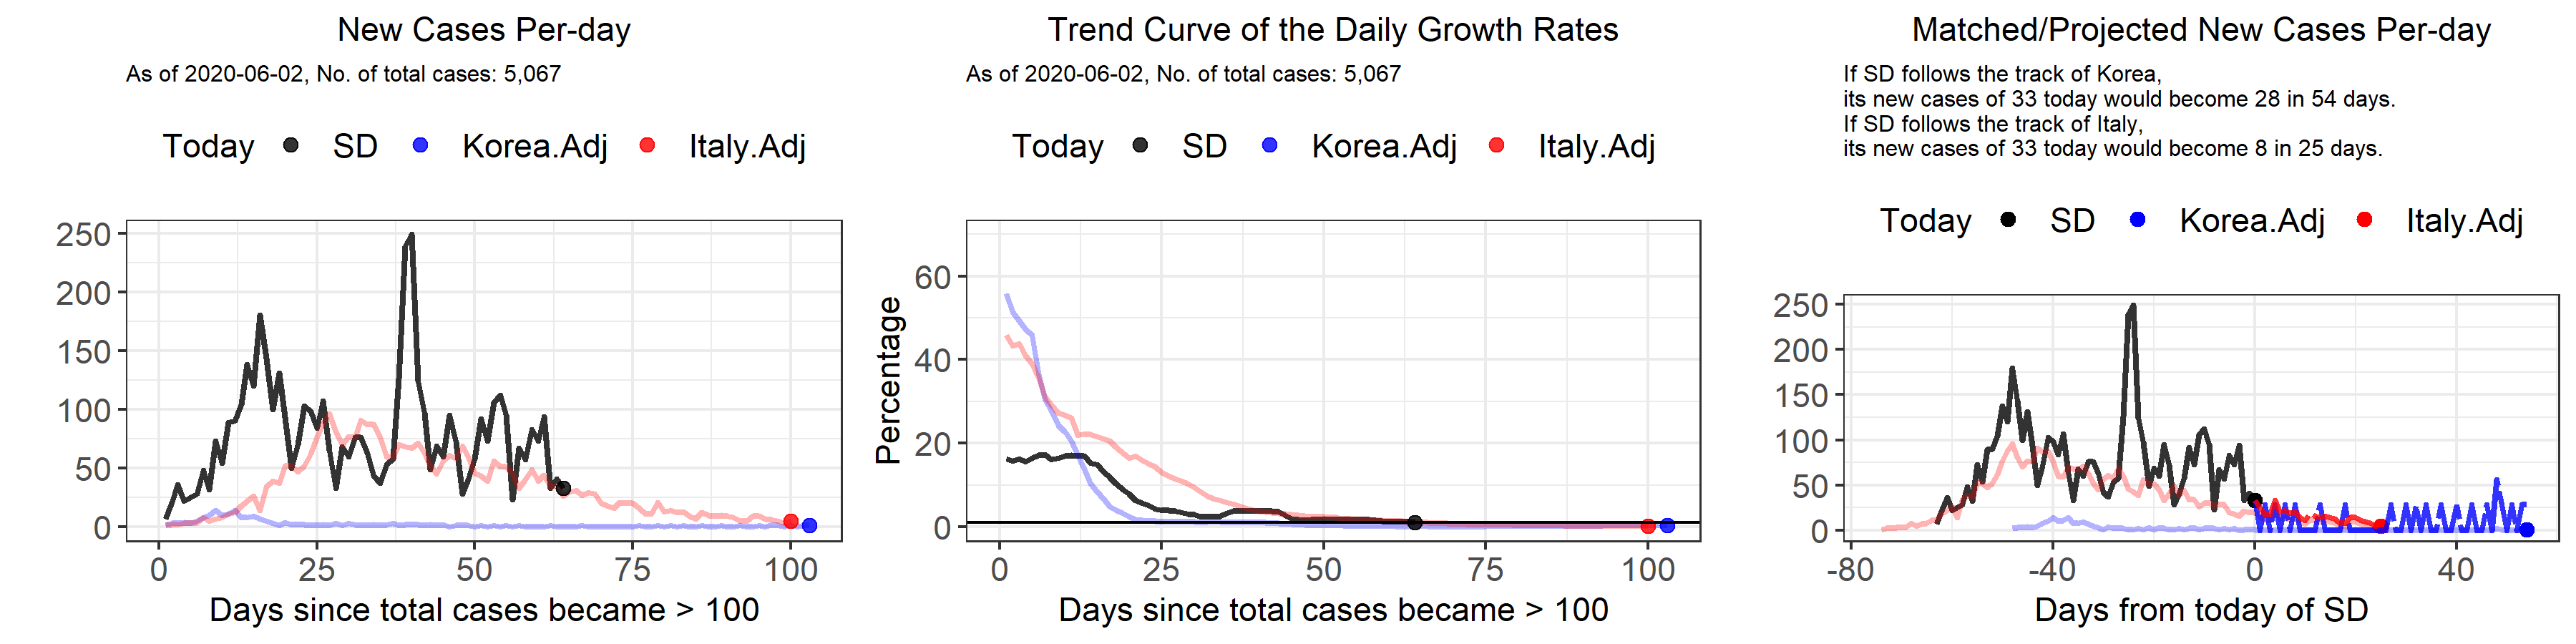 New Cases Per-day
As of 2020-06-02, No. of total cases: 5,067
Today SD Korea.Adj Italy.Adj
250
200
150
100
50
0
0 25 50 75 100
Days since total cases became > 100
Trend Curve of the Daily Growth Rates
As of 2020-06-02, No. of total cases: 5,067
Today SD Korea.Adj Italy.Adj
Percentage
60
40
20
0
0 25 50 75 100
Days since total cases became > 100
Matched/Projected New Cases Per-day
If SD follows the track of Korea,
its new cases of 33 today would become 28 in 54 days.
If SD follows the track of Italy,
its new cases of 33 today would become 8 in 25 days.
Today SD Korea.Adj Italy.Adj
250
200
150
100
50
0
-80 -40 0 40
Days from today of SD